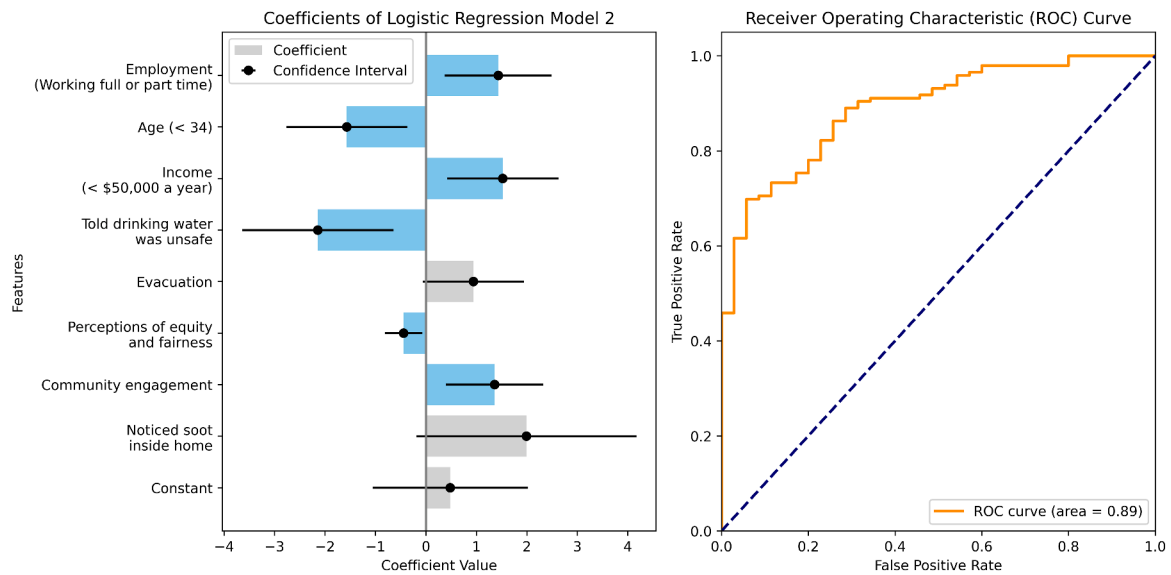 Coefficients of Logistic Regression Model 2
Coefficient
Confidence Interval
Features
Employment
(Working full or part time)
Age (< 34)
Income
(< $50,000 a year)
Told drinking water
was unsafe
Evacuation
Perceptions of equity
and fairness
Community engagement
Noticed soot
inside home
Constant
−4 −3 −2 −1 0 1 2 3 4
Coefficient Value
Receiver Operating Characteristic (ROC) Curve
True Positive Rate
1.0
0.8
0.6
0.4
0.2
0.0
ROC curve (area = 0.89)
0.0 0.2 0.4 0.6 0.8 1.0
False Positive Rate